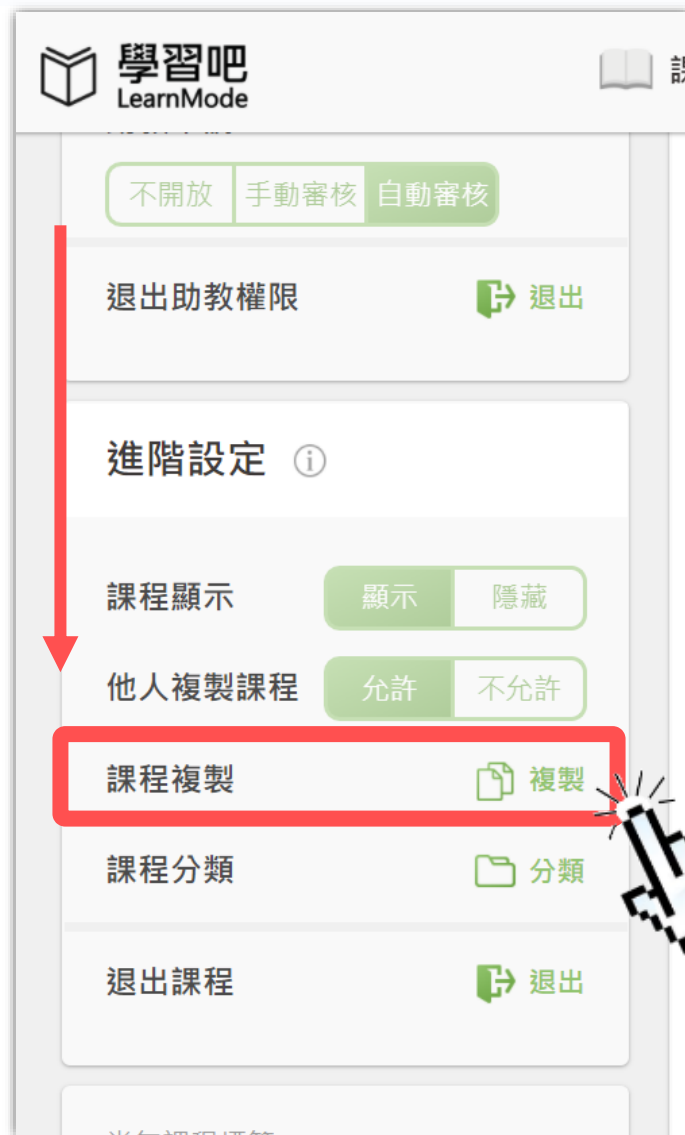 學習吧
LearnMode
不開放 手動審核 自動審核
退出助教權限 退出
進階設定
課程顯示 顯示 隱藏
他人複製課程 允許 不允許
課程複製 複製
課程分類 分類
退出課程 退出